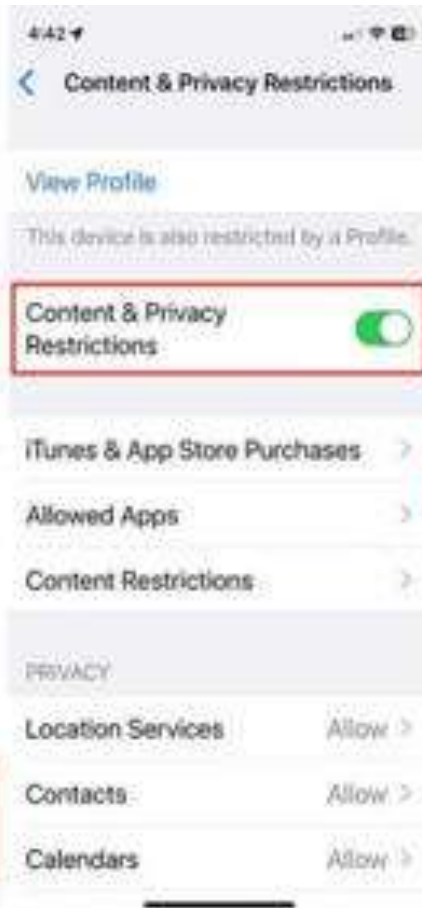 4:42
Content & Privacy Restrictions
View Profile
This device is also restricted by a Profile.
Content & Privacy
Restrictions
iTunes & App Store Purchases
Allowed Apps
Content Restrictions
PRIVACY
Location Services Allow
Contacts Allow
Calendars Allow